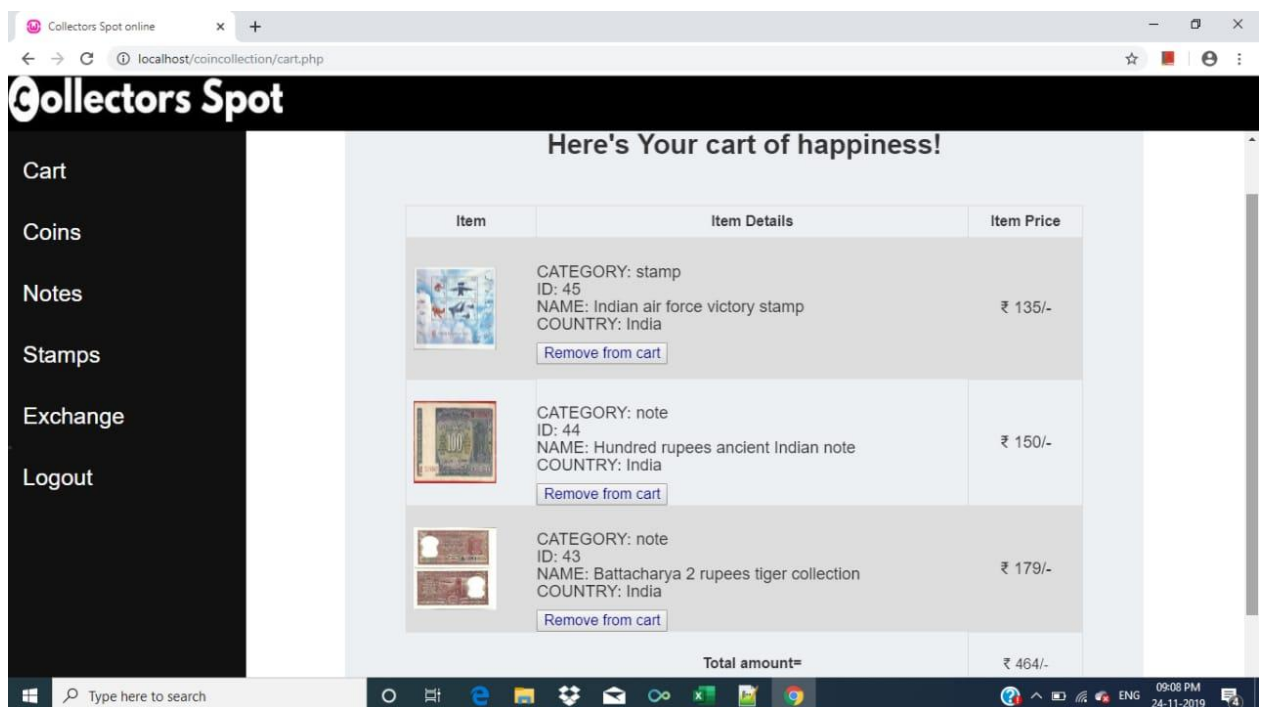 Collectors Spot online
localhost/coincollection/cart.php
Collectors Spot
Cart
Coins
Notes
Stamps
Exchange
Logout
Here's Your cart of happiness!
Item Item Details Item Price
CATEGORY: stamp
ID: 45
NAME: Indian air force victory stamp
COUNTRY: India
Remove from cart
₹ 135/-
CATEGORY: note
ID: 44
NAME: Hundred rupees ancient Indian note
COUNTRY: India
Remove from cart
₹ 150/-
100
CATEGORY: note
ID: 43
NAME: Battacharya 2 rupees tiger collection
COUNTRY: India
Remove from cart
₹ 179/-
Total amount= ₹ 464/-
Type here to search
ENG
09:08 PM
24-11-2019
4